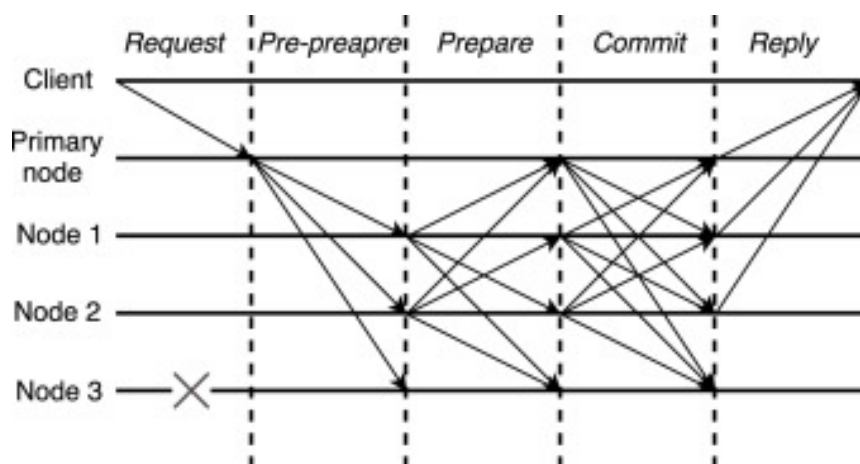 Request Pre-preapre Prepare Commit Reply
Client
Primary
node
Node 1
Node 2
Node 3